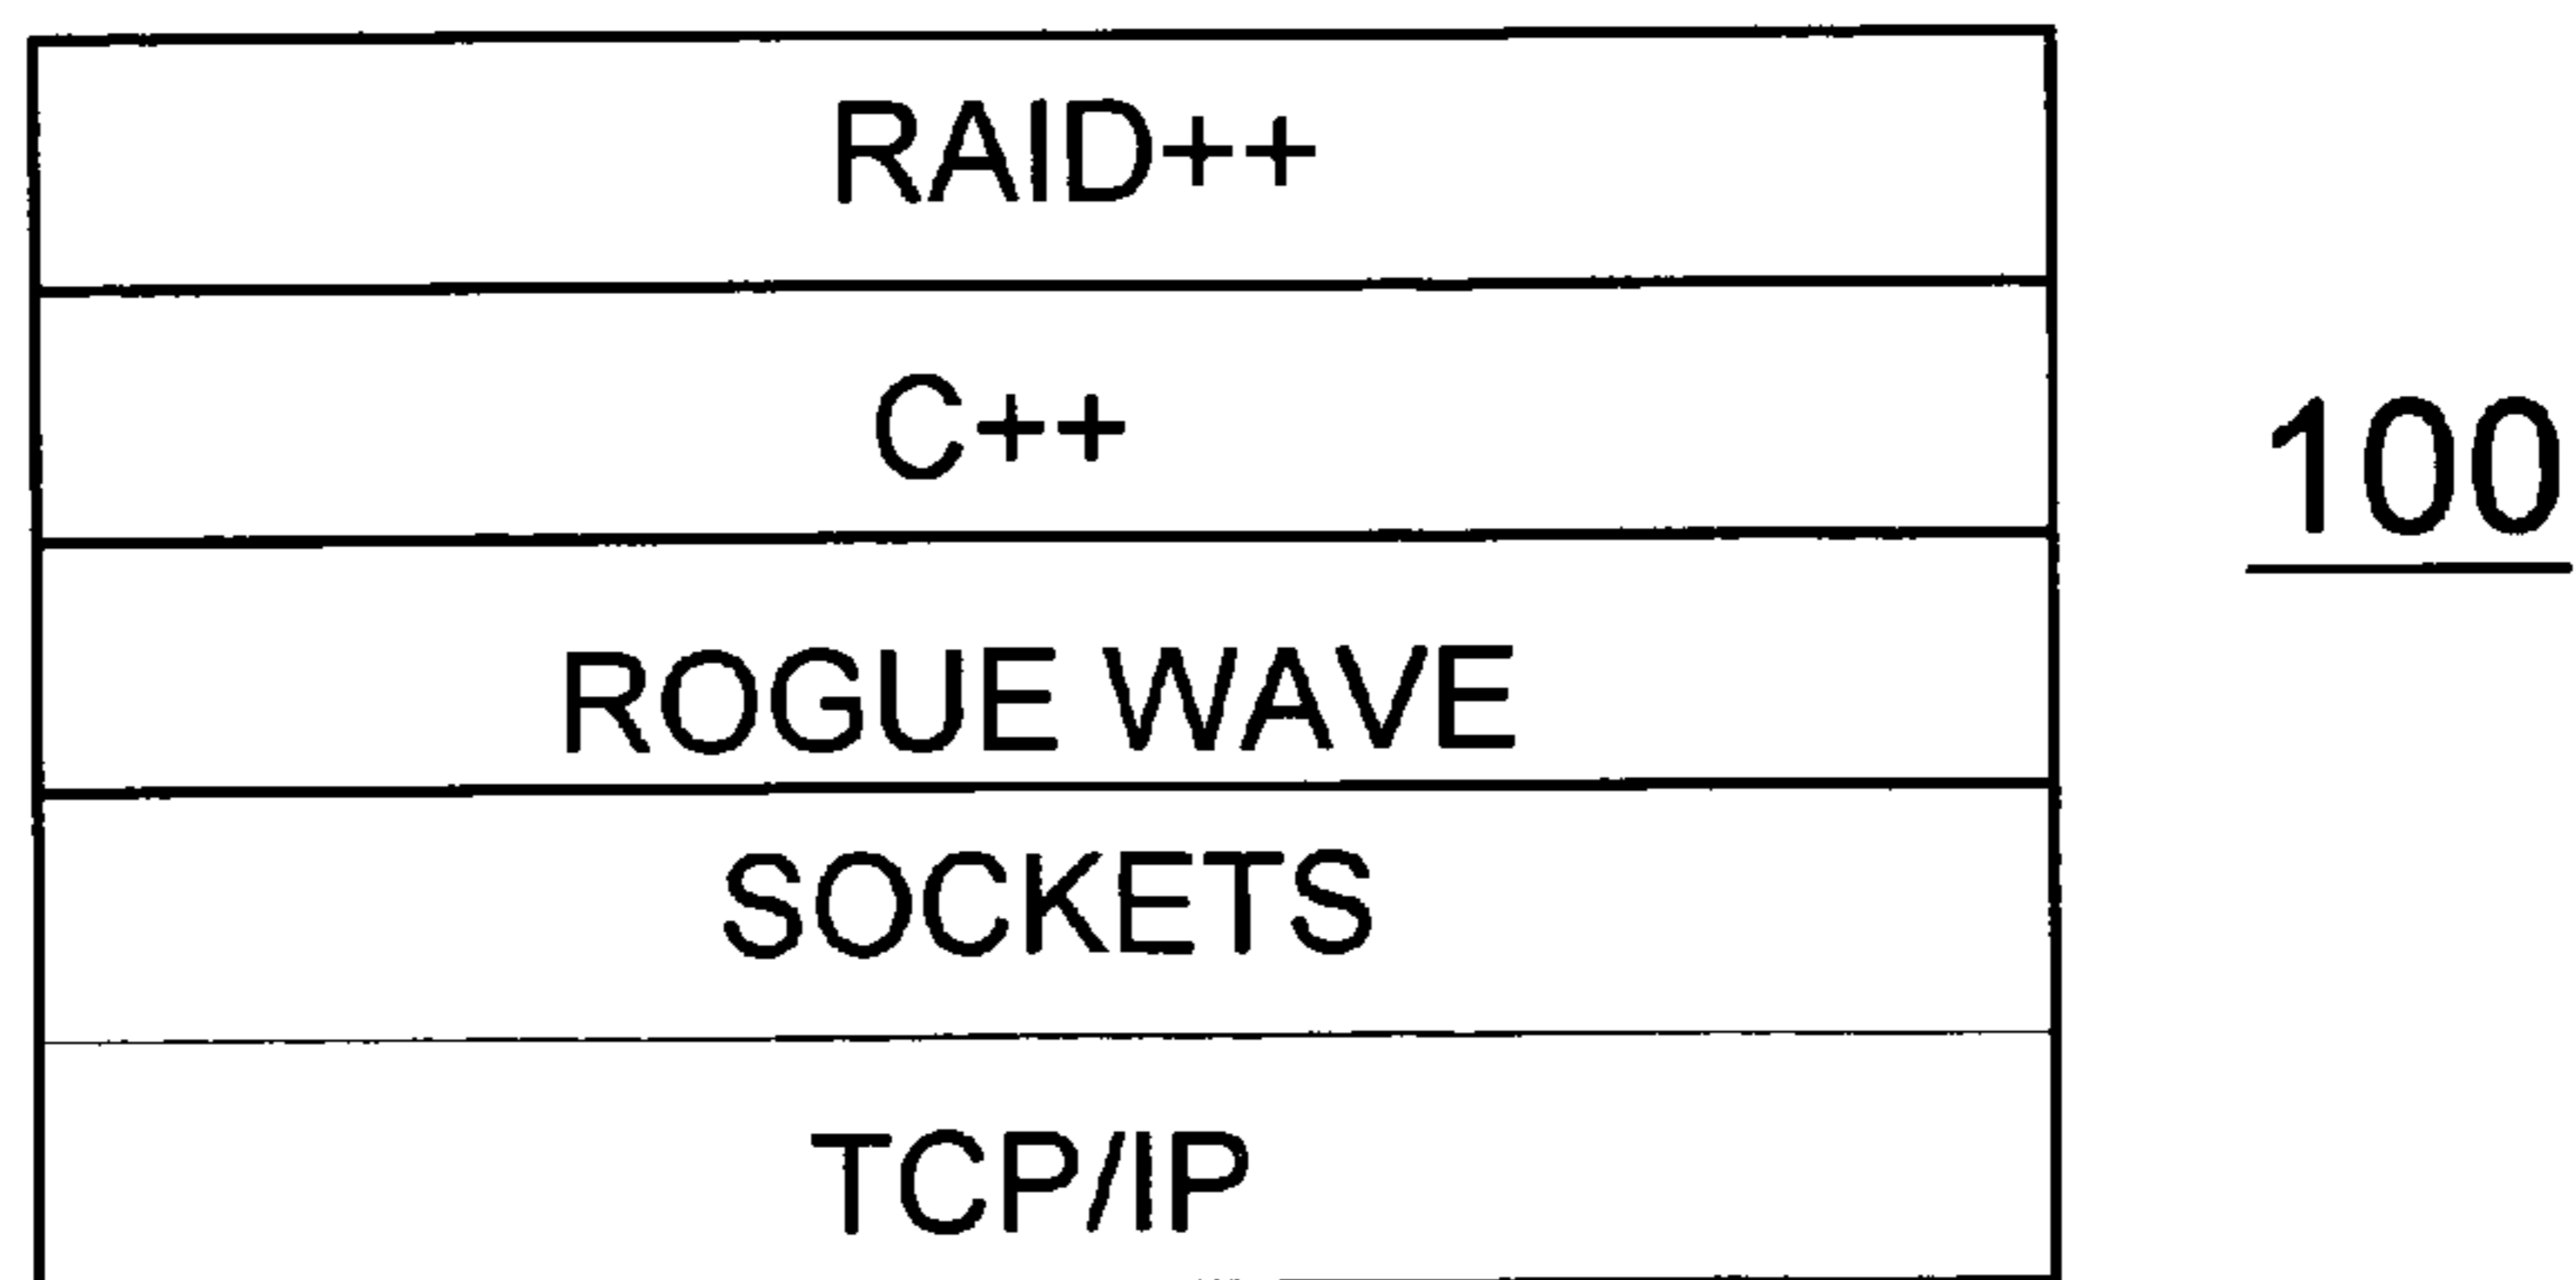 RAID++
C++
100
ROGUE WAVE
SOCKETS
TCP/IP